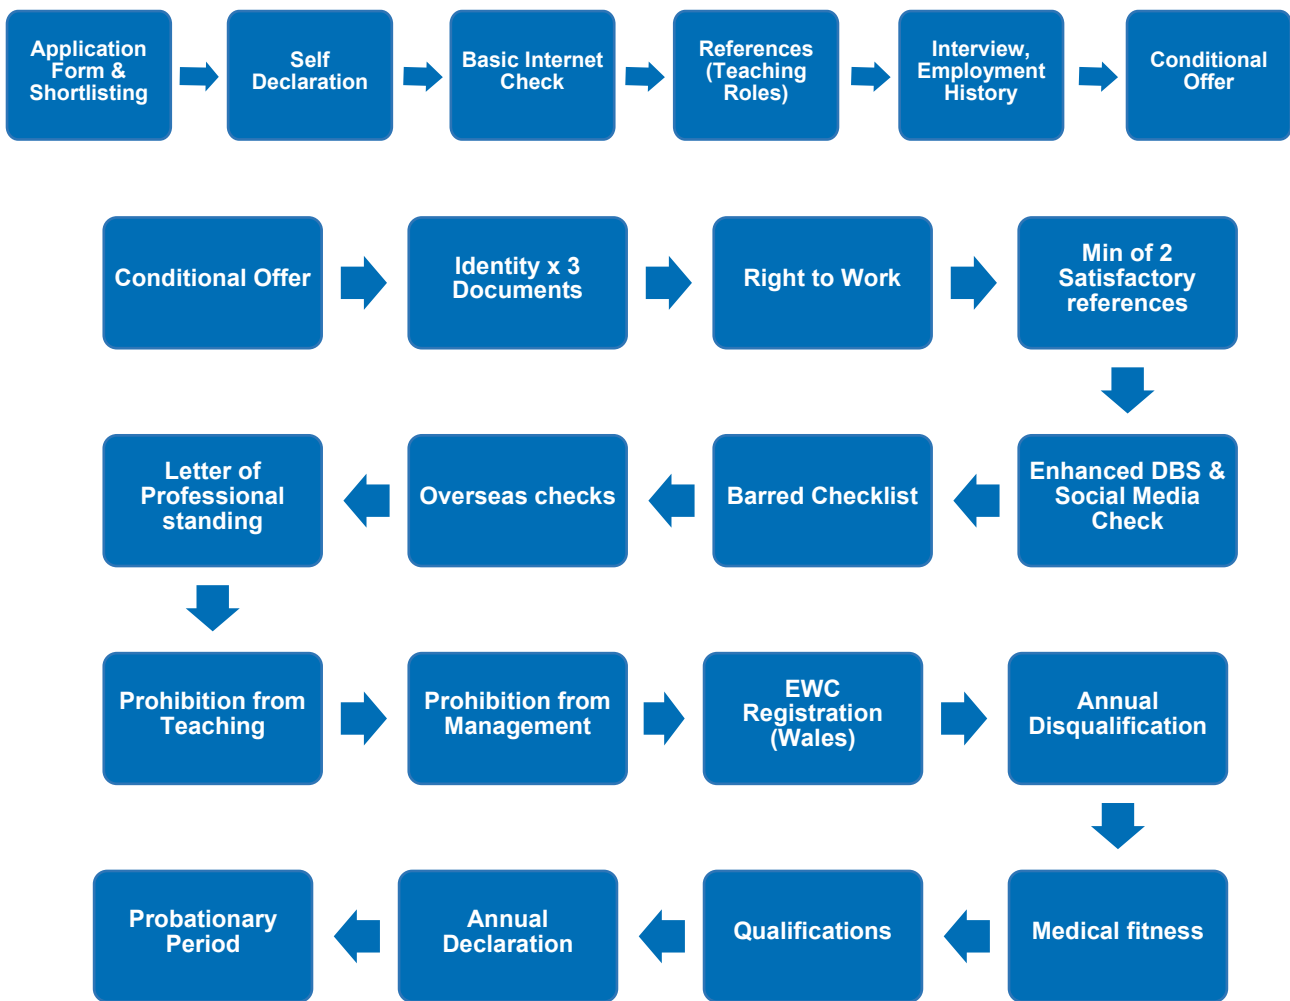 Application
Form &
Shortlisting
Self
Declaration
Basic Internet
Check
References
(Teaching
Roles)
Interview,
Employment
History
Conditional
Offer
Conditional Offer
Identity x 3
Documents
Right to Work
Min of 2
Satisfactory
references
Enhanced DBS &
Social Media
Check
Barred Checklist
Overseas checks
Letter of
Professional
standing
Prohibition from
Teaching
Prohibition from
Management
EWC
Registration
(Wales)
Annual
Disqualification
Medical fitness
Qualifications
Annual
Declaration
Probationary
Period